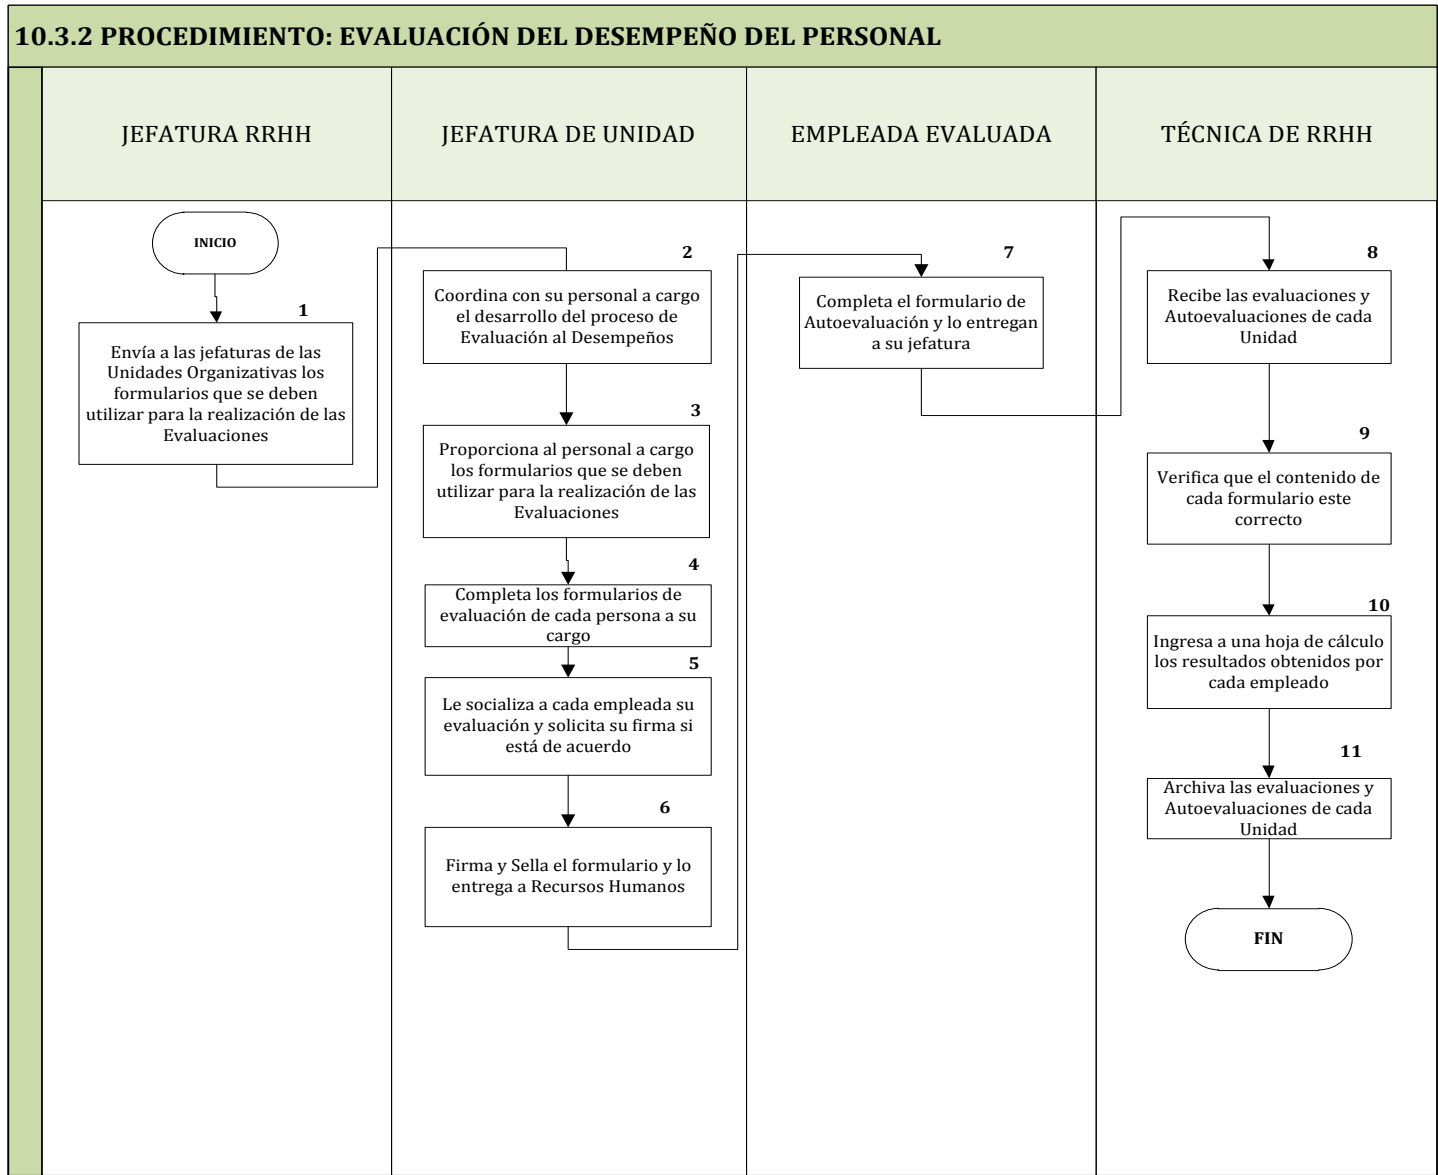 10.3.2 PROCEDIMIENTO: EVALUACIÓN DEL DESEMPEÑO DEL PERSONAL
JEFATURA RRHH
JEFATURA DE UNIDAD
EMPLEADA EVALUADA
TÉCNICA DE RRHH
INICIO
1
Envía a las jefaturas de las
Unidades Organizativas los
formularios que se deben
utilizar para la realización de las
Evaluaciones
2
Coordina con su personal a cargo
el desarrollo del proceso de
Evaluación al Desempeños
3
Proporciona al personal a cargo
los formularios que se deben
utilizar para la realización de las
Evaluaciones
4
Completa los formularios de
evaluación de cada persona a su
cargo
5
Le socializa a cada empleada su
evaluación y solicita su firma si
está de acuerdo
6
Firma y Sella el formulario y lo
entrega a Recursos Humanos
7
Completa el formulario de
Autoevaluación y lo entregan
a su jefatura
8
Recibe las evaluaciones y
Autoevaluaciones de cada
Unidad
9
Verifica que el contenido de
cada formulario este
correcto
10
Ingresa a una hoja de cálculo
los resultados obtenidos por
cada empleado
11
Archiva las evaluaciones y
Autoevaluaciones de cada
Unidad
FIN